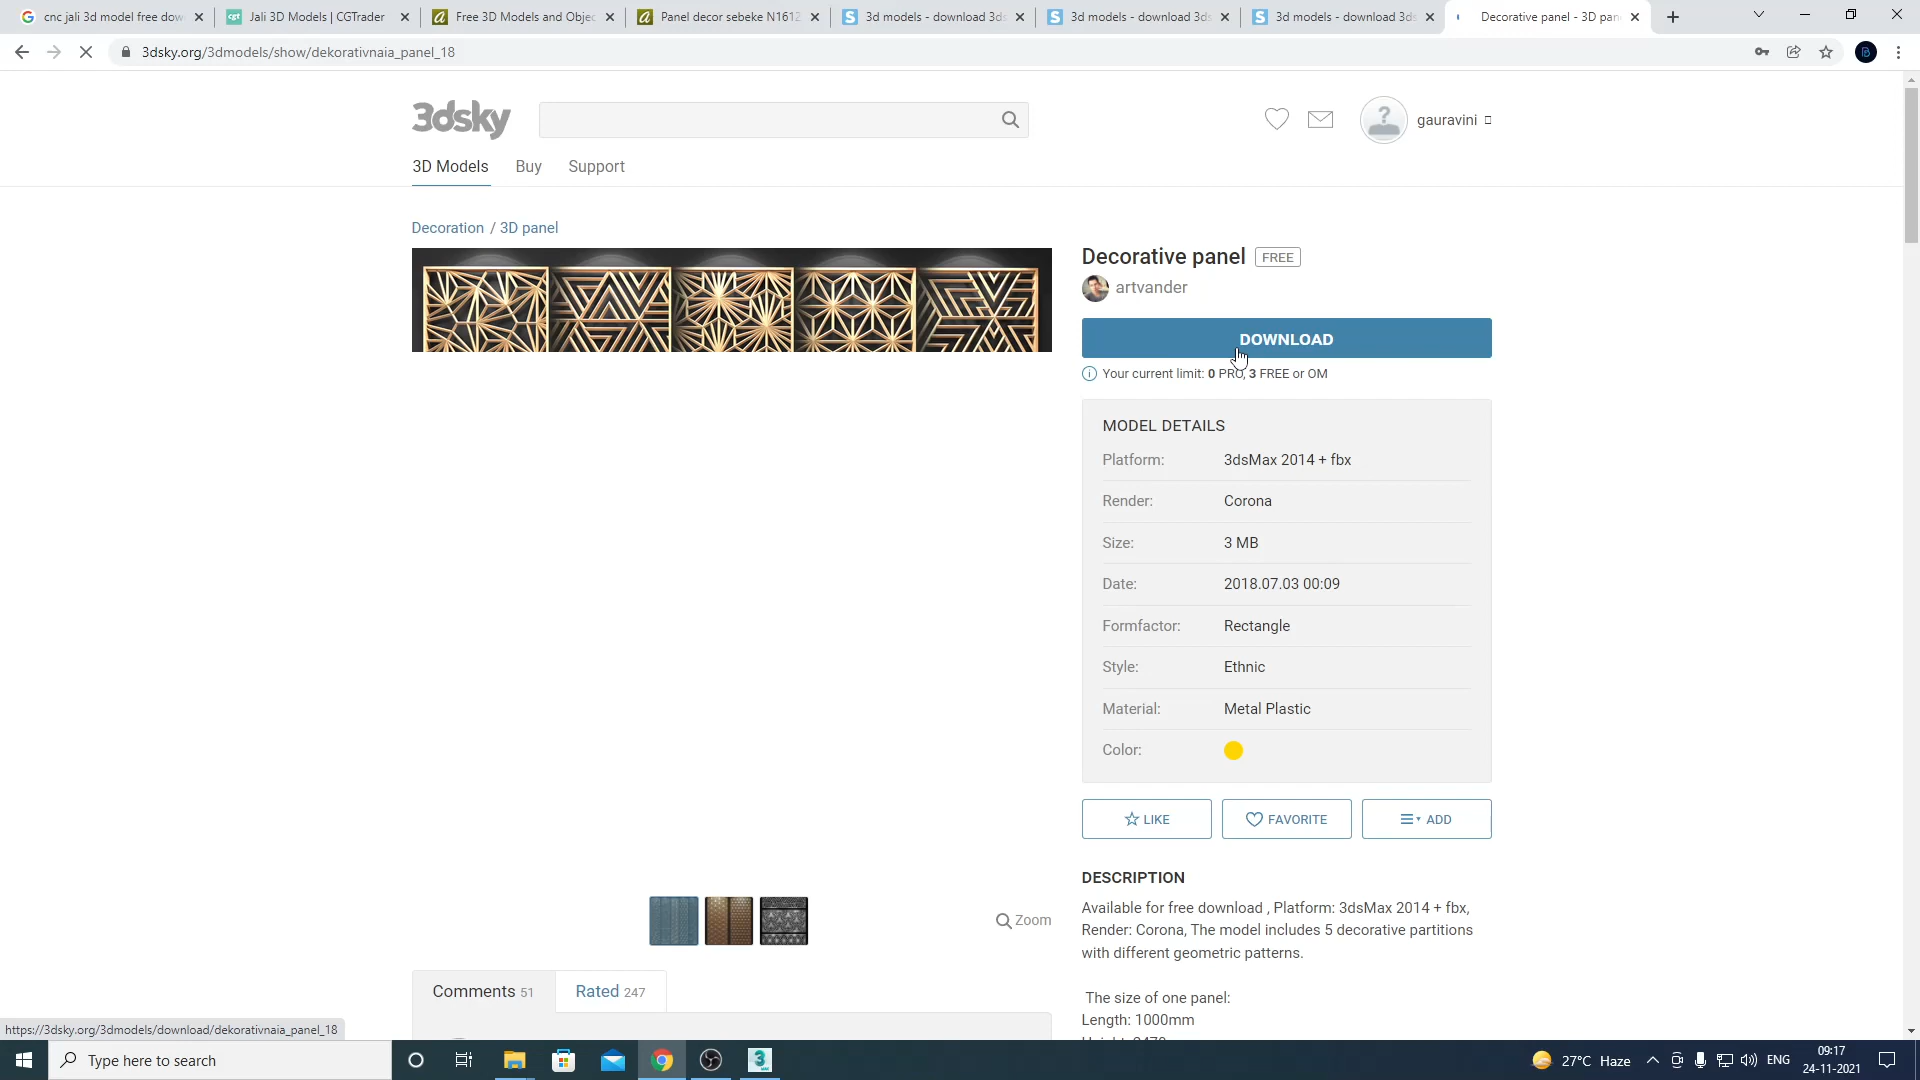 cnc jali 3d model free dow
Jali 3D Models | CGTrader
Free 3D Models and Objec
Panel decor sebeke N1612
3d models - download 3ds
3d models - download 3ds
3d models - download 3ds
Decorative panel - 3D pan
3dsky.org/3dmodels/show/dekorativnaia_panel_18
3dsky
gauravini
3D Models
Buy
Support
Decoration / 3D panel
Decorative panel FREE
artvander
DOWNLOAD
Your current limit: 0 PRO, 3 FREE or OM
MODEL DETAILS
Platform: 3dsMax 2014 + fbx
Render: Corona
Size: 3 MB
Date: 2018.07.03 00:09
Formfactor: Rectangle
Style: Ethnic
Material: Metal Plastic
Color:
LIKE
FAVORITE
ADD
DESCRIPTION
Available for free download , Platform: 3dsMax 2014 + fbx,
Render: Corona, The model includes 5 decorative partitions
with different geometric patterns.
The size of one panel:
Length: 1000mm
Zoom
Comments 51
Rated 247
https://3dsky.org/3dmodels/download/dekorativnaia_panel_18
Type here to search
27°C Haze
ENG
09:17
24-11-2021